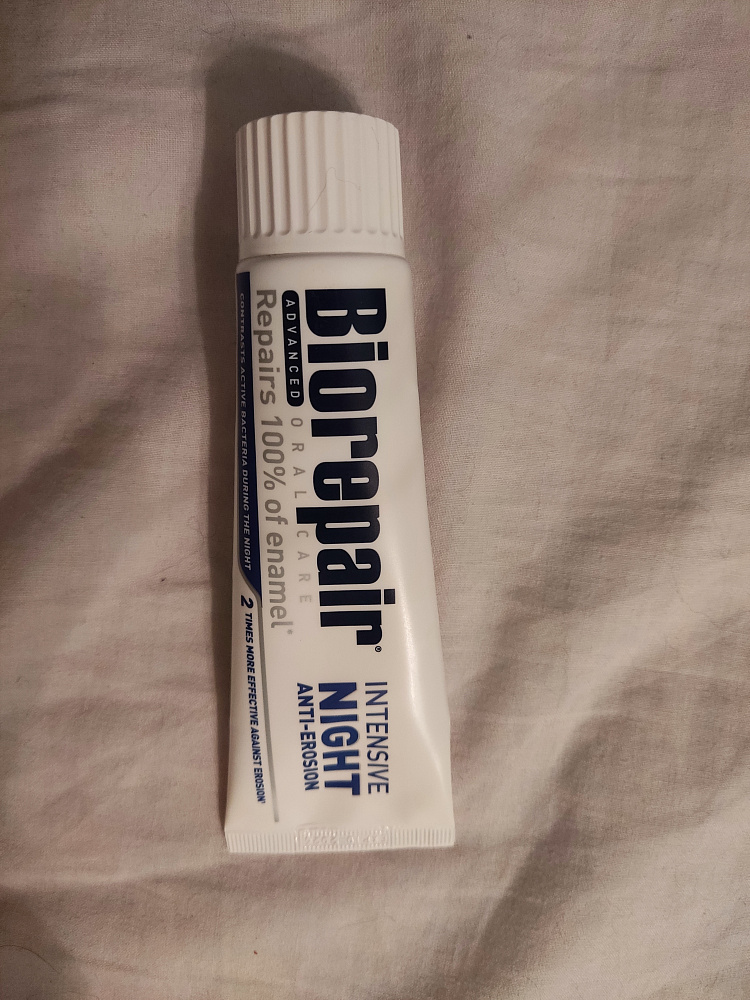 Biorepair®
ADVANCED ORAL CARE
Repairs 100% of enamel*
INTENSIVE
NIGHT
ANTI-EROSION
CONTRASTS ACTIVE BACTERIA DURING THE NIGHT
2 TIMES MORE EFFECTIVE AGAINST EROSION*